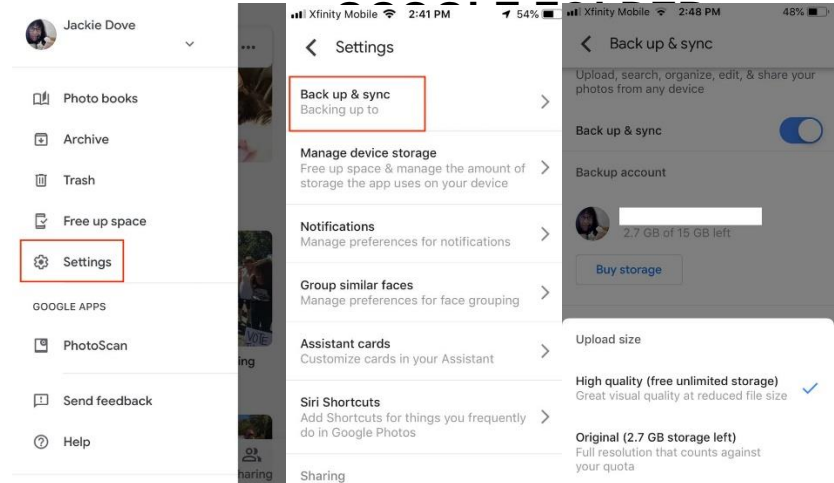 GOOGLE FOLDER
Jackie Dove
Photo books
Archive
Trash
Free up space
Settings
GOOGLE APPS
PhotoScan
Send feedback
Help
VOTE
ing
haring
Xfinity Mobile 2:41 PM 54%
Settings
Back up & sync
Backing up to
Manage device storage
Free up space & manage the amount of
storage the app uses on your device
Notifications
Manage preferences for notifications
Group similar faces
Manage preferences for face grouping
Assistant cards
Customize cards in your Assistant
Siri Shortcuts
Add Shortcuts for things you frequently
do in Google Photos
Sharing
Xfinity Mobile 2:48 PM 48%
Back up & sync
Upload, search, organize, edit, & share your
photos from any device
Back up & sync
Backup account
2.7 GB of 15 GB left
Buy storage
Upload size
High quality (free unlimited storage)
Great visual quality at reduced file size
Original (2.7 GB storage left)
Full resolution that counts against
your quota